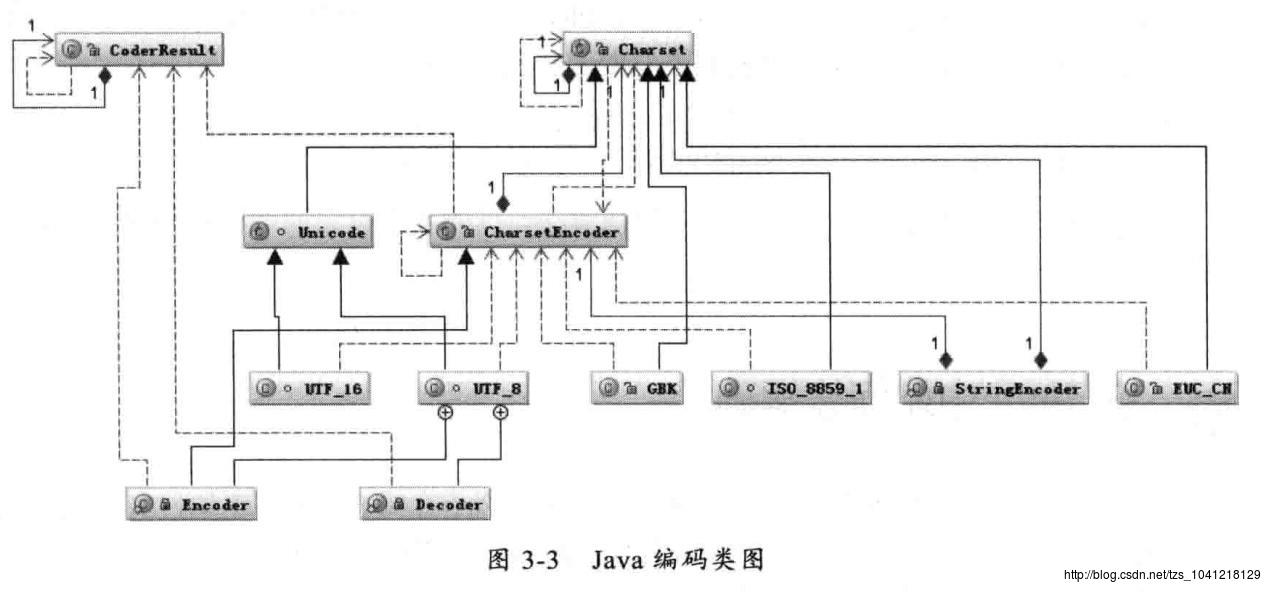 1
CoderResult
1
1
Charset
1
1
1
1
Unicode
CharsetEncoder
1
1
1
UTF_16
UTF_8
GBK
ISO_8859_1
StringEncoder
EUC_CN
Encoder
Decoder
图 3-3 Java 编码类图
http://blog.csdn.net/tzs_1041218129